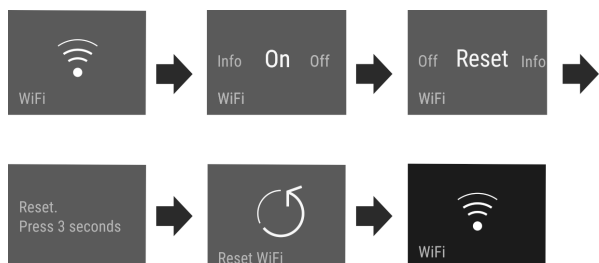 WiFi
Info On Off
WiFi
Off Reset Info
WiFi
Reset.
Press 3 seconds
Reset WiFi
WiFi